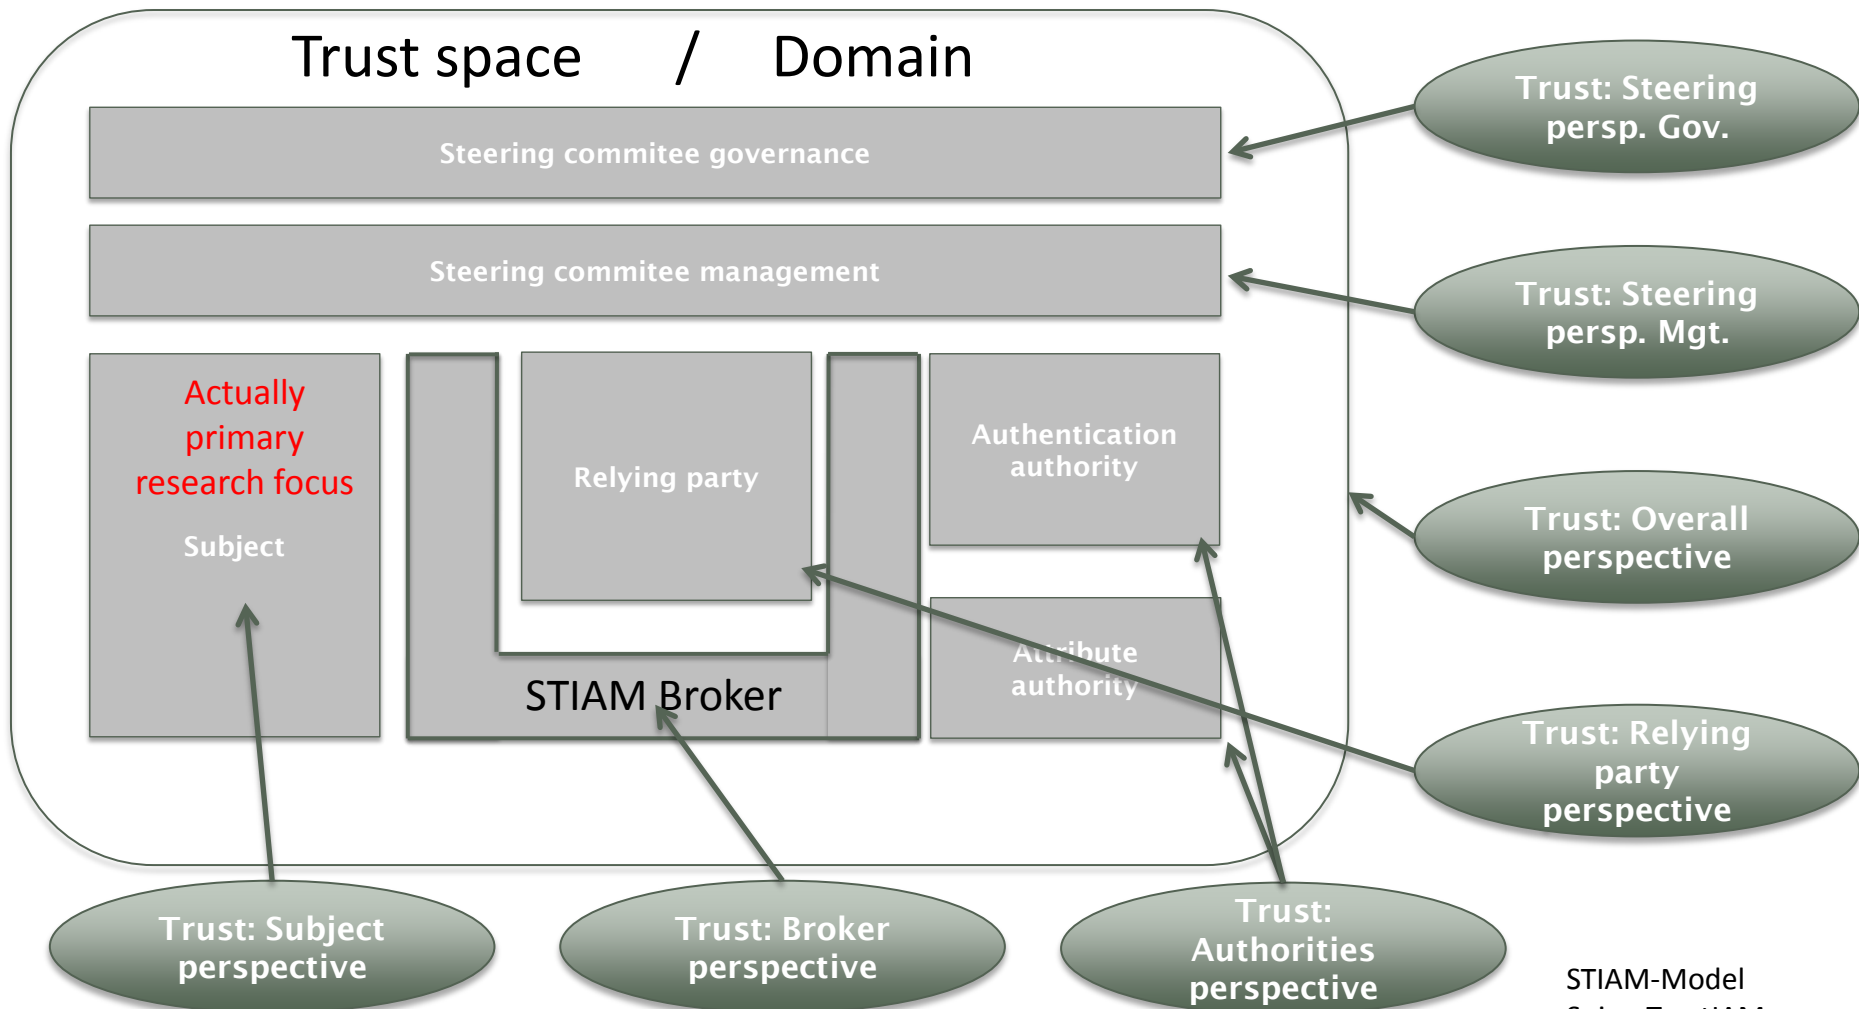 Trust space / Domain
Steering commitee governance
Steering commitee management
Actually
primary
research focus
Subject
Relying party
STIAM Broker
Authentication
authority
Attribute
authority
Trust: Steering
persp. Gov.
Trust: Steering
persp. Mgt.
Trust: Overall
perspective
Trust: Relying
party
perspective
Trust: Subject
perspective
Trust: Broker
perspective
Trust:
Authorities
perspective
STIAM-Model